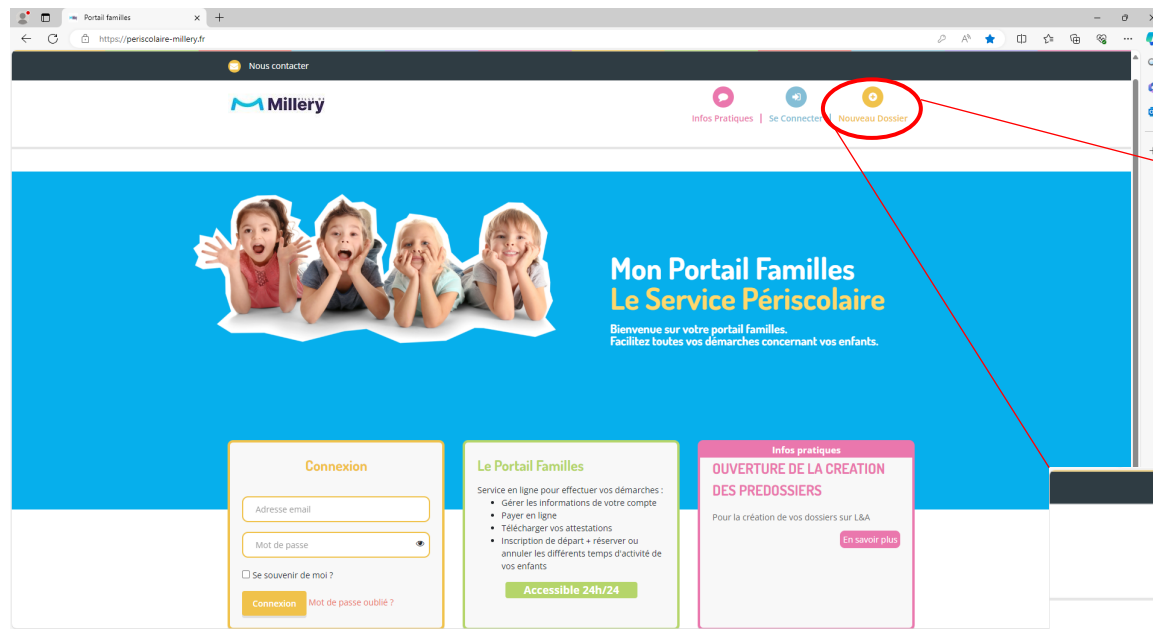 Portail familles
https://periscolaire-millery.fr
Nous contacter
Millery
Infos Pratiques | Se Connecter | Nouveau Dossier
Mon Portail Familles
Le Service Périscolaire
Bienvenue sur votre portail familles.
Facilitez toutes vos démarches concernant vos enfants.
Connexion
Adresse email
Mot de passe
Se souvenir de moi ?
Connexion
Mot de passe oublié ?
Le Portail Familles
Service en ligne pour effectuer vos démarches :
• Gérer les informations de votre compte
• Payer en ligne
• Télécharger vos attestations
• Inscription de départ + réserver ou
annuler les différents temps d'activité de
vos enfants
Accessible 24h/24
Infos pratiques
OUVERTURE DE LA CREATION
DES PREDOSSIERS
Pour la création de vos dossiers sur L&A
En savoir plus